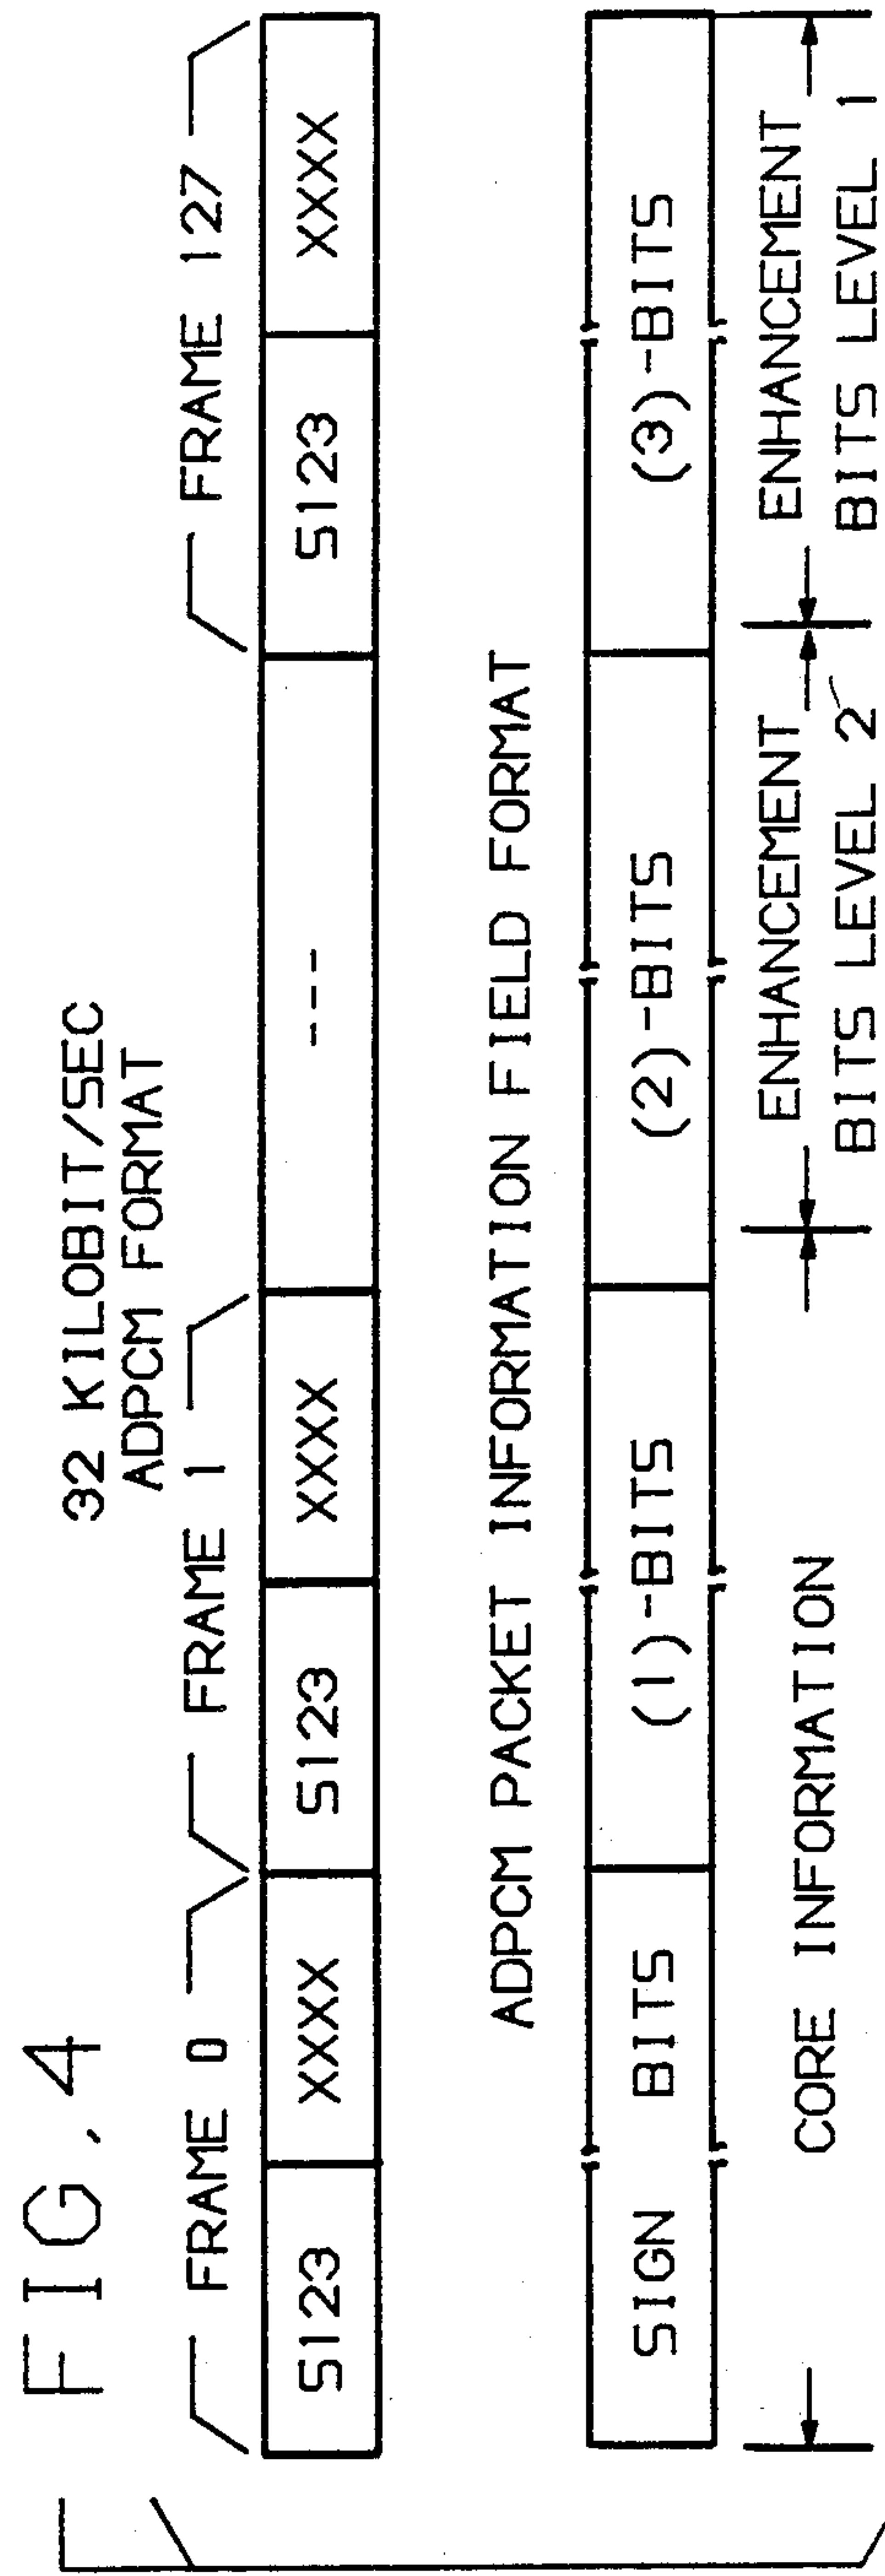 FIG. 4
32 KILOBIT/SEC
ADPCM FORMAT
FRAME 0 FRAME 1 FRAME 127
S123 XXXX S123 XXXX --- S123 XXXX
ADPCM PACKET INFORMATION FIELD FORMAT
SIGN BITS (1)-BITS (2)-BITS (3)-BITS
CORE INFORMATION
ENHANCEMENT
BITS LEVEL 2
ENHANCEMENT
BITS LEVEL 1